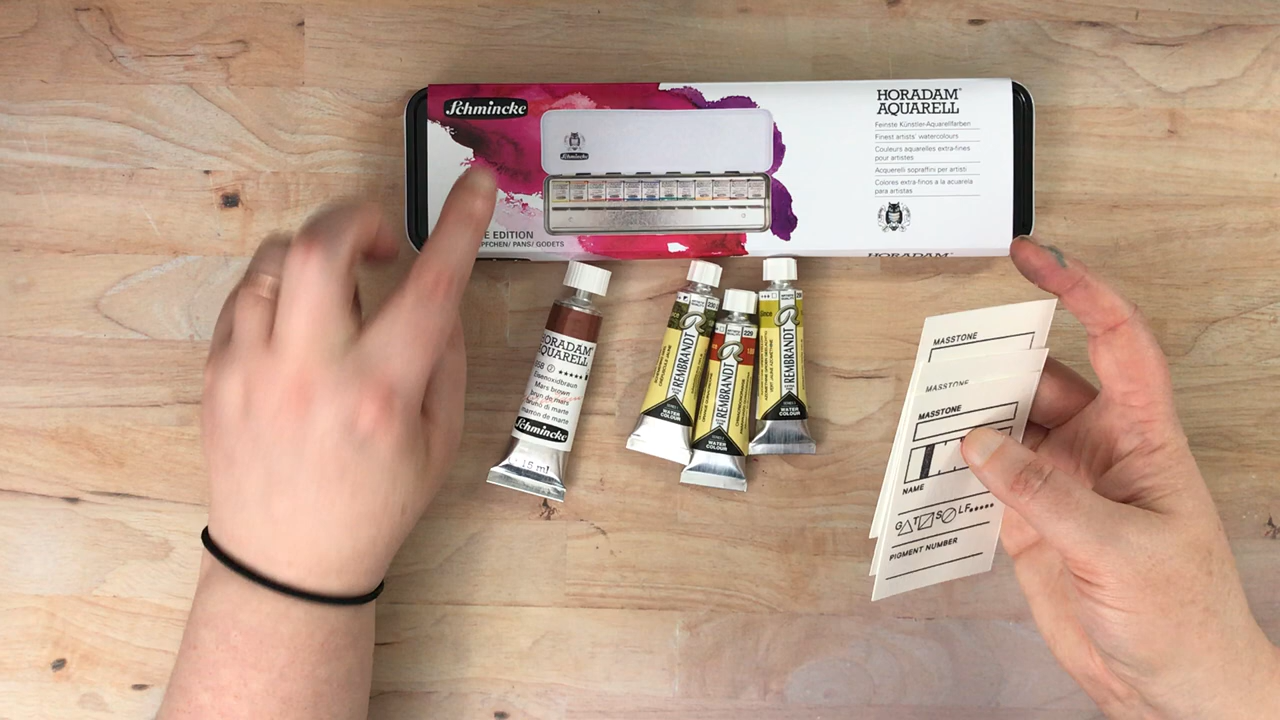 Schmincke
HORADAM®
AQUARELL
Feinste Künstler-Aquarellfarben
Finest artists' watercolours
Couleurs aquarelles extra-fines
pour artistes
Acquerelli sopraffini per artisti
Colores extra-finos a la acuarela
para artistas
Schmincke
E EDITION
PFCHEN/ PANS/ GODETS
HORADAM®
HORADAM
AQUARELL
Eisenoxidbraun
Mars brown
brun de mars
bruno di marte
marrón de marte
Schmincke
15 ml
R
REMBRANDT
WATER
COLOUR
229
R
REMBRANDT
WATER
COLOUR
R
REMBRANDT
WATER
COLOUR
MASSTONE
MASSTONE
MASSTONE
NAME
G T S LF
PIGMENT NUMBER